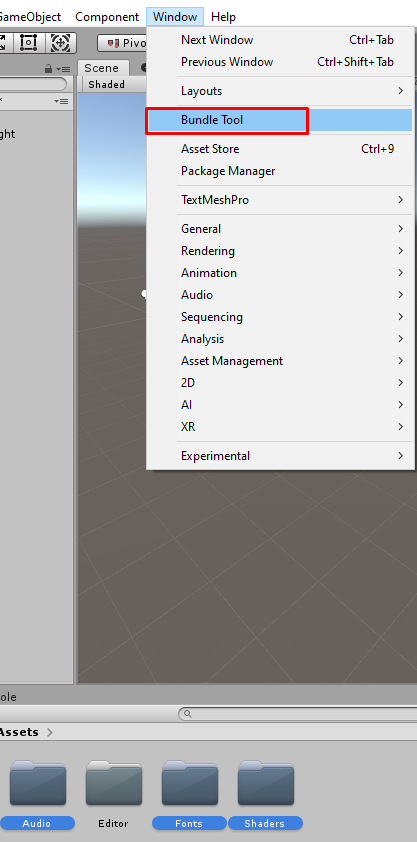 GameObject Component Window Help
Pivo
Scene
Shaded
ght
Next Window Ctrl+Tab
Previous Window Ctrl+Shift+Tab
Layouts
Bundle Tool
Asset Store Ctrl+9
Package Manager
TextMeshPro
General
Rendering
Animation
Audio
Sequencing
Analysis
Asset Management
2D
AI
XR
Experimental
ole
Assets
Audio Editor Fonts Shaders